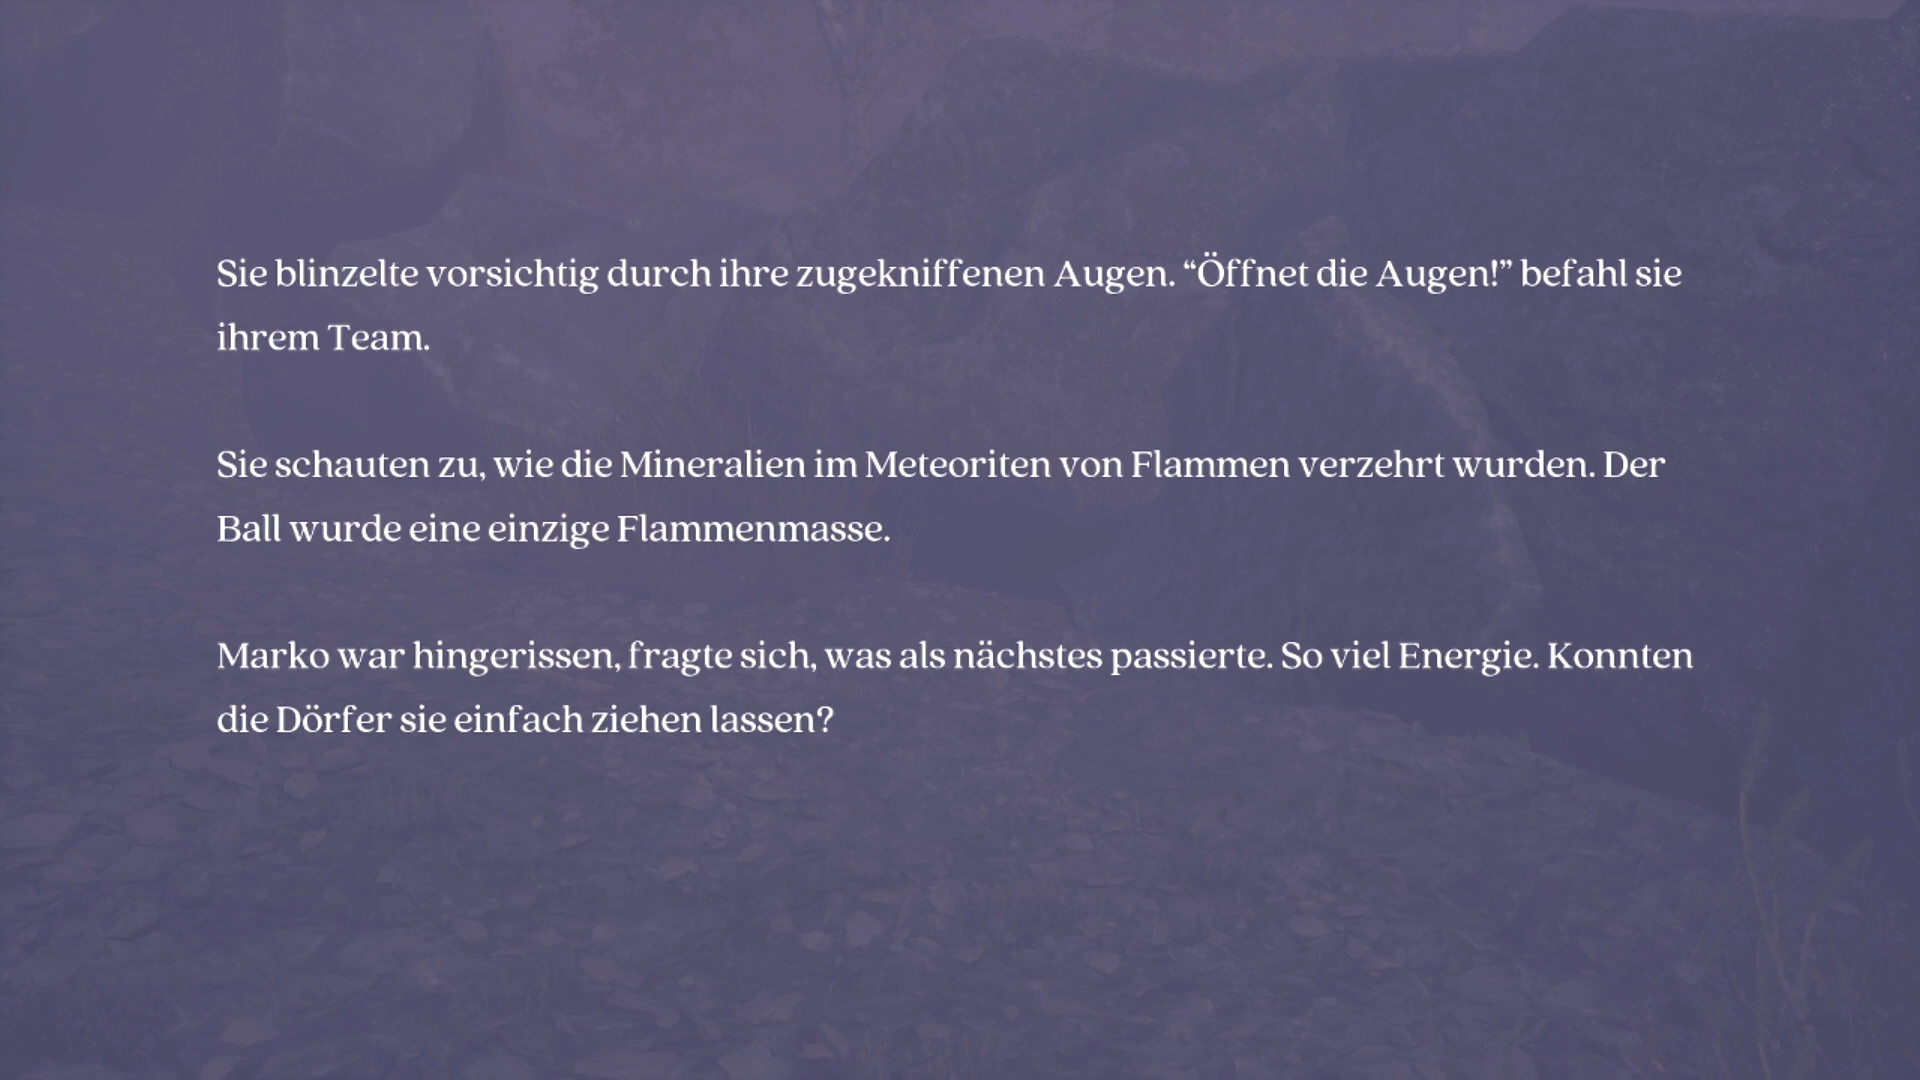 Sie blinzelte vorsichtig durch ihre zugekniffenen Augen. “Öffnet die Augen!” befahl sie
ihrem Team.
Sie schauten zu, wie die Mineralien im Meteoriten von Flammen verzehrt wurden. Der
Ball wurde eine einzige Flammenmasse.
Marko war hingerissen, fragte sich, was als nächstes passierte. So viel Energie. Konnten
die Dörfer sie einfach ziehen lassen?